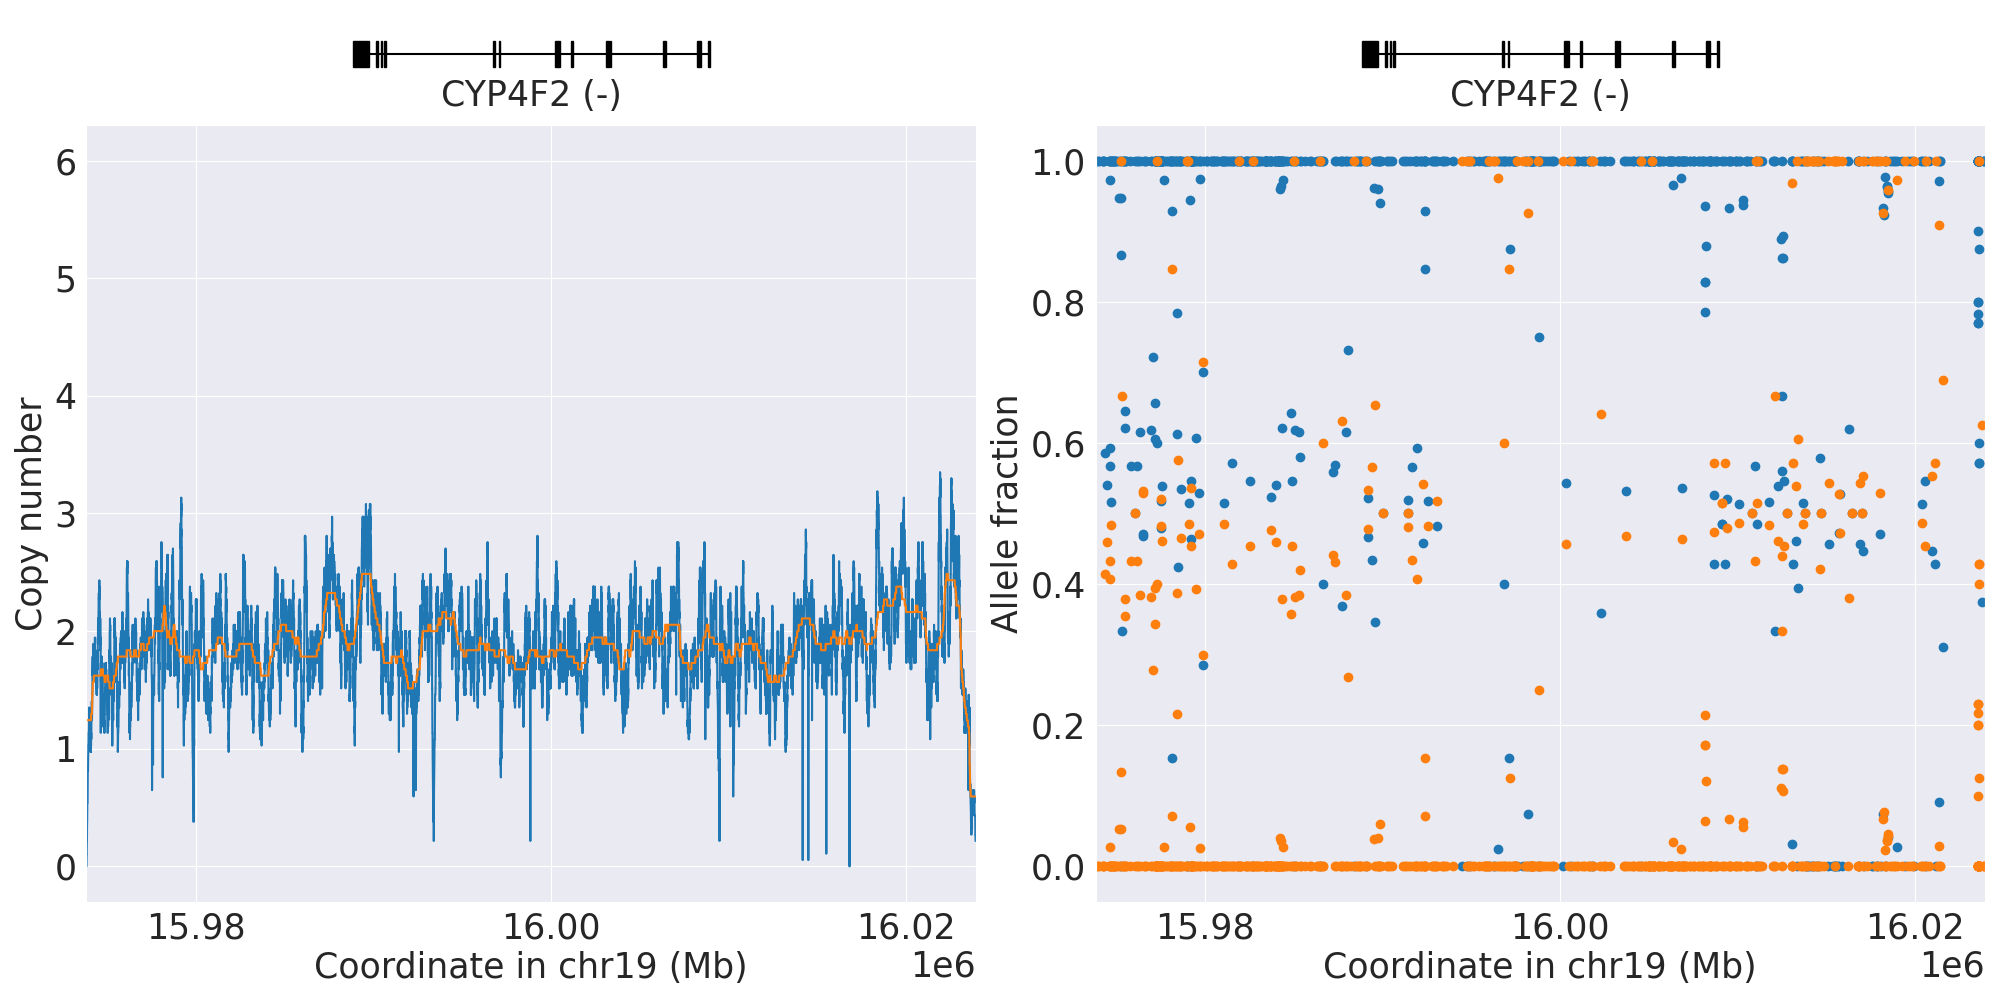 CYP4F2 (-)
6
5
4
3
2
1
0
Copy number
15.98
16.00
16.02
Coordinate in chr19 (Mb)
1e6
CYP4F2 (-)
1.0
0.8
0.6
0.4
0.2
0.0
Allele fraction
15.98
16.00
16.02
Coordinate in chr19 (Mb)
1e6